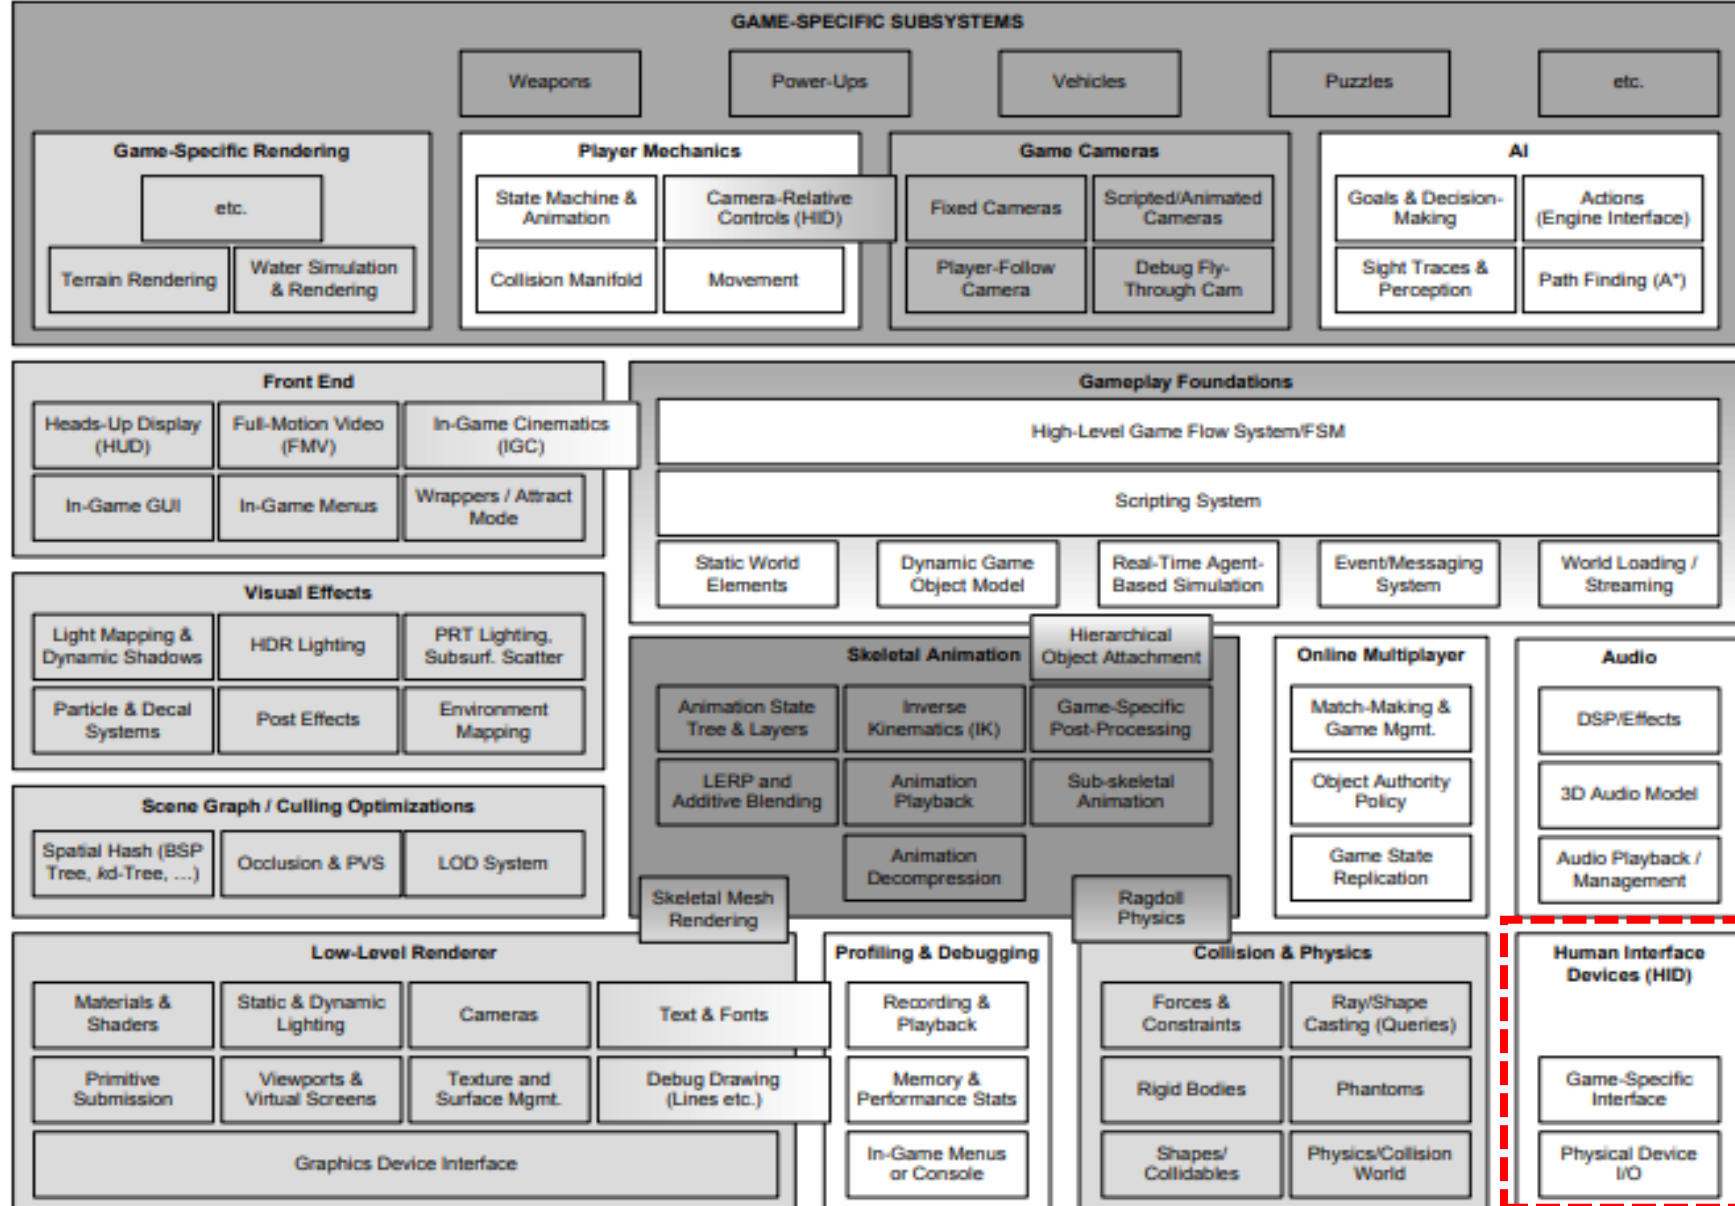 GAME-SPECIFIC SUBSYSTEMS
Weapons
Power-Ups
Vehicles
Puzzles
etc.
Game-Specific Rendering
etc.
Terrain Rendering
Water Simulation
& Rendering
Player Mechanics
State Machine &
Animation
Camera-Relative
Controls (HID)
Collision Manifold
Movement
Game Cameras
Fixed Cameras
Scripted/Animated
Cameras
Player-Follow
Camera
Debug Fly-
Through Cam
AI
Goals & Decision-
Making
Actions
(Engine Interface)
Sight Traces &
Perception
Path Finding (A*)
Front End
Heads-Up Display
(HUD)
Full-Motion Video
(FMV)
In-Game Cinematics
(IGC)
In-Game GUI
In-Game Menus
Wrappers / Attract
Mode
Gameplay Foundations
High-Level Game Flow System/FSM
Scripting System
Static World
Elements
Dynamic Game
Object Model
Real-Time Agent-
Based Simulation
Event/Messaging
System
World Loading /
Streaming
Visual Effects
Light Mapping &
Dynamic Shadows
HDR Lighting
PRT Lighting,
Subsurf. Scatter
Particle & Decal
Systems
Post Effects
Environment
Mapping
Skeletal Animation
Hierarchical
Object Attachment
Animation State
Tree & Layers
Inverse
Kinematics (IK)
Game-Specific
Post-Processing
LERP and
Additive Blending
Animation
Playback
Sub-skeletal
Animation
Animation
Decompression
Skeletal Mesh
Rendering
Ragdoll
Physics
Online Multiplayer
Match-Making &
Game Mgmt.
Object Authority
Policy
Game State
Replication
Audio
DSP/Effects
3D Audio Model
Audio Playback /
Management
Scene Graph / Culling Optimizations
Spatial Hash (BSP
Tree, kd-Tree, ...)
Occlusion & PVS
LOD System
Low-Level Renderer
Materials &
Shaders
Static & Dynamic
Lighting
Cameras
Text & Fonts
Primitive
Submission
Viewports &
Virtual Screens
Texture and
Surface Mgmt.
Debug Drawing
(Lines etc.)
Graphics Device Interface
Profiling & Debugging
Recording &
Playback
Memory &
Performance Stats
In-Game Menus
or Console
Collision & Physics
Forces &
Constraints
Ray/Shape
Casting (Queries)
Rigid Bodies
Phantoms
Shapes/
Collidables
Physics/Collision
World
Human Interface
Devices (HID)
Game-Specific
Interface
Physical Device
I/O